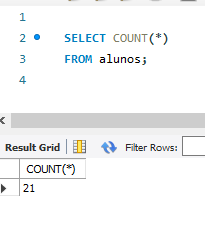 1
2 SELECT COUNT(*)
3 FROM alunos;
4
Result Grid Filter Rows:
COUNT(*)
21